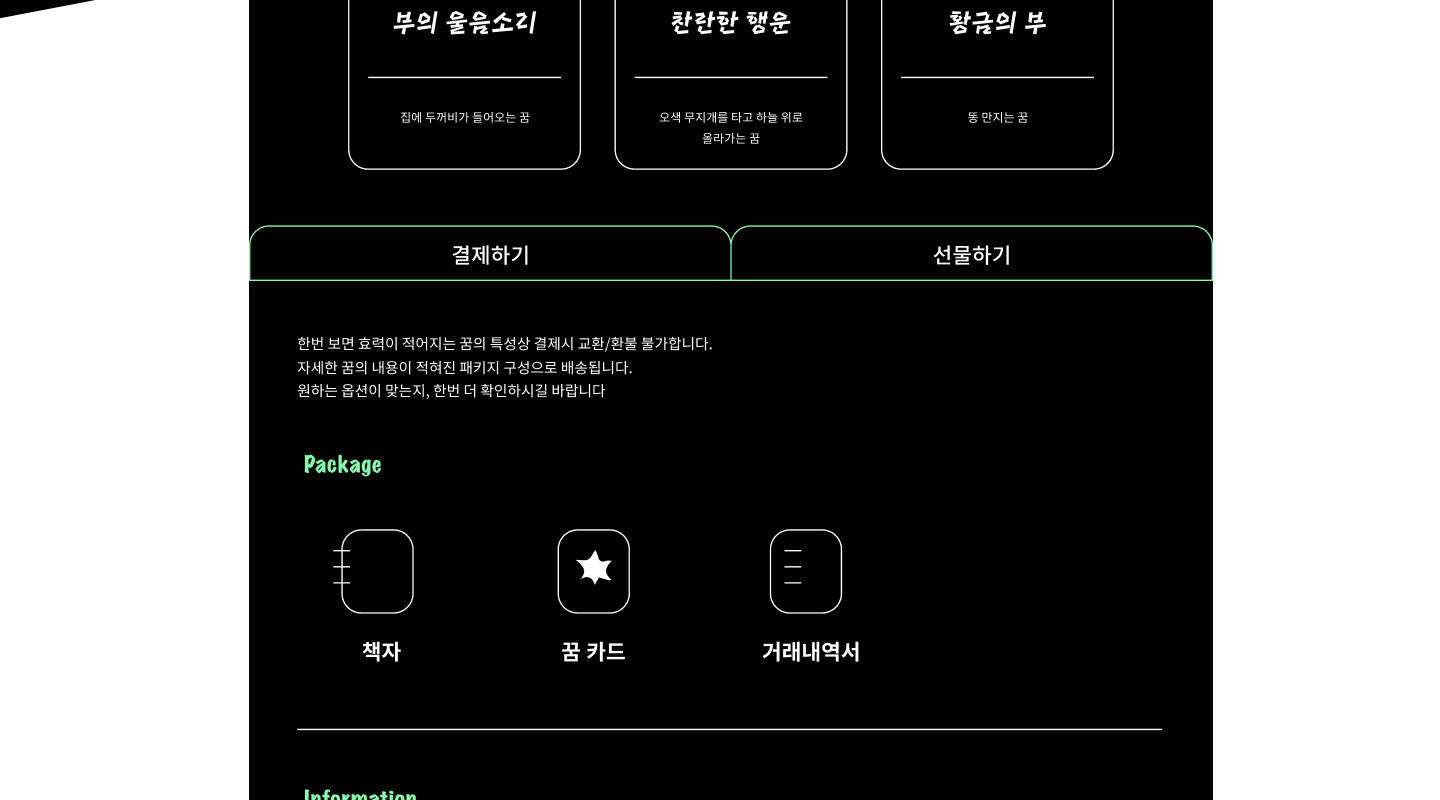 부의 울음소리
찬란한 행운
황금의 부
집에 두꺼비가 들어오는 꿈
오색 무지개를 타고 하늘 위로
올라가는 꿈
똥 만지는 꿈
결제하기
선물하기
한번 보면 효력이 적어지는 꿈의 특성상 결제시 교환/환불 불가합니다.
자세한 꿈의 내용이 적혀진 패키지 구성으로 배송됩니다.
원하는 옵션이 맞는지, 한번 더 확인하시길 바랍니다
Package
책자
꿈 카드
거래내역서
Information